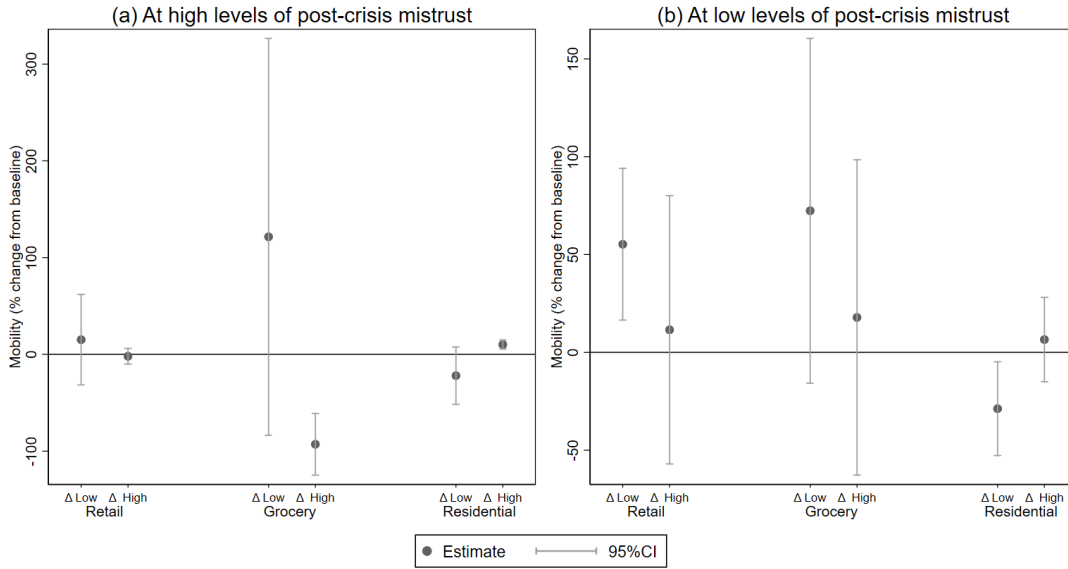 (a) At high levels of post-crisis mistrust
Mobility (% change from baseline)
300
200
100
0
-100
Δ Low Δ High Δ Low Δ High Δ Low Δ High
Retail Grocery Residential
(b) At low levels of post-crisis mistrust
Mobility (% change from baseline)
150
100
50
0
-50
Δ Low Δ High Δ Low Δ High Δ Low Δ High
Retail Grocery Residential
Estimate 95%CI